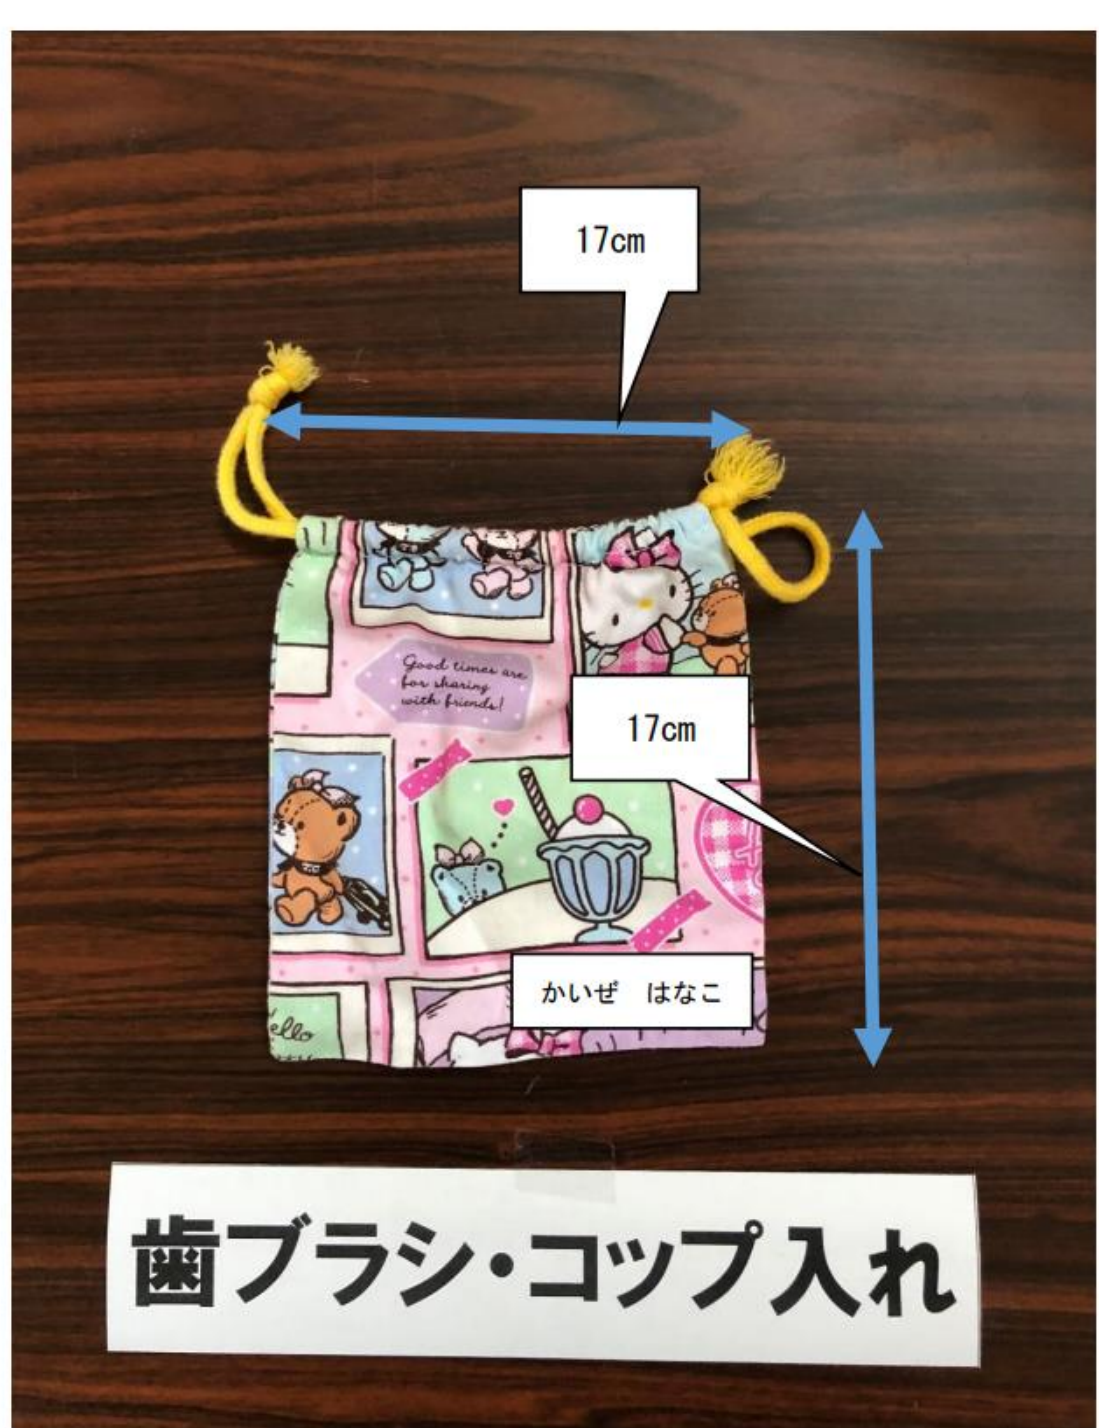 17cm
Good times are
for sharing
with friends!
17cm
かいぜ　はなこ
ello
歯ブラシ・コップ入れ